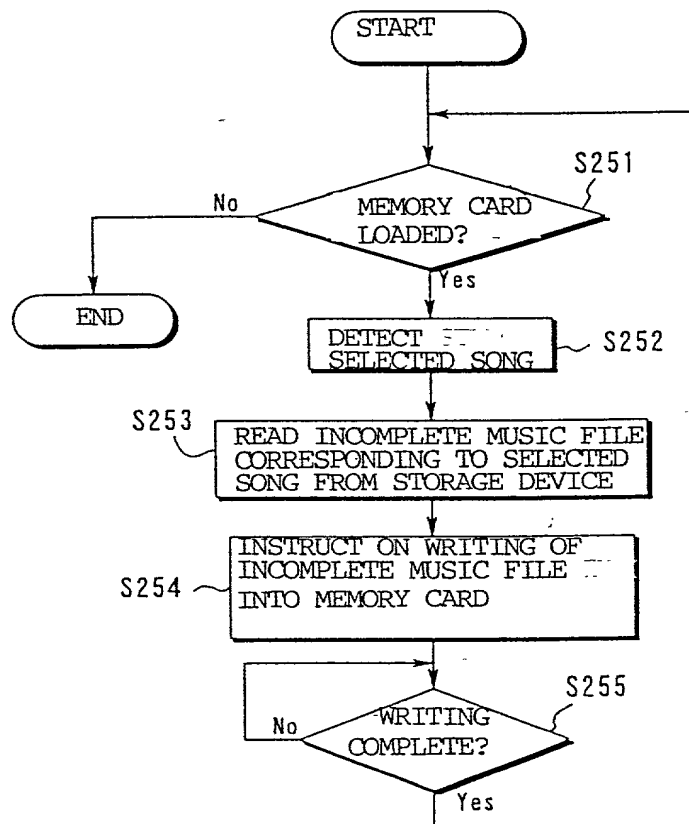 START
S251
No
MEMORY CARD
LOADED?
Yes
END
DETECT
SELECTED SONG
S252
S253
READ INCOMPLETE MUSIC FILE
CORRESPONDING TO SELECTED
SONG FROM STORAGE DEVICE
INSTRUCT ON WRITING OF
INCOMPLETE MUSIC FILE
INTO MEMORY CARD
S254
S255
No
WRITING
COMPLETE?
Yes